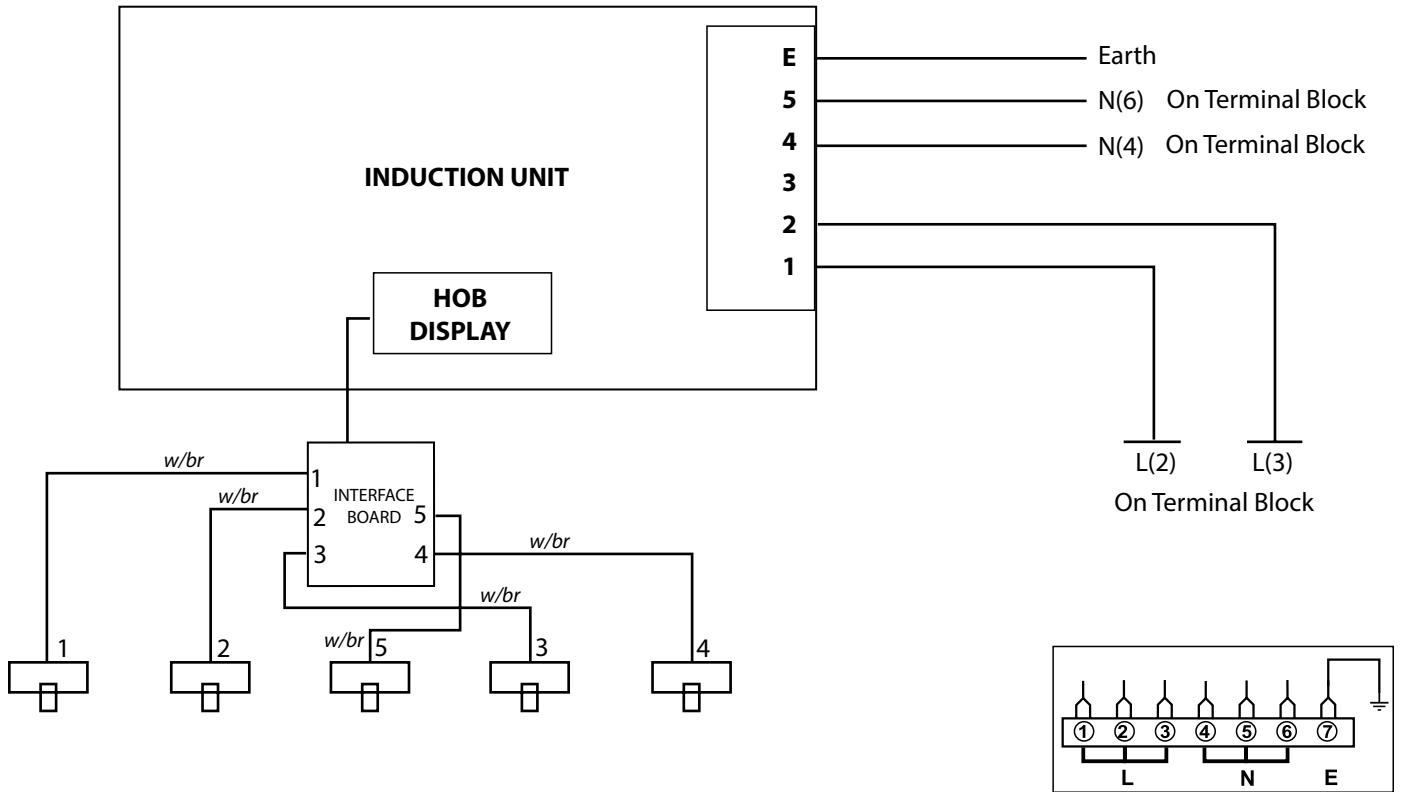 E
Earth
5
N(6) On Terminal Block
4
N(4) On Terminal Block
INDUCTION UNIT
3
2
1
HOB
DISPLAY
w/br
1
INTERFACE
BOARD
w/br
2
5
3
4
w/br
w/br
w/br
L(2)
L(3)
On Terminal Block
1
2
5
3
4
1 2 3 4 5 6 7
L N E